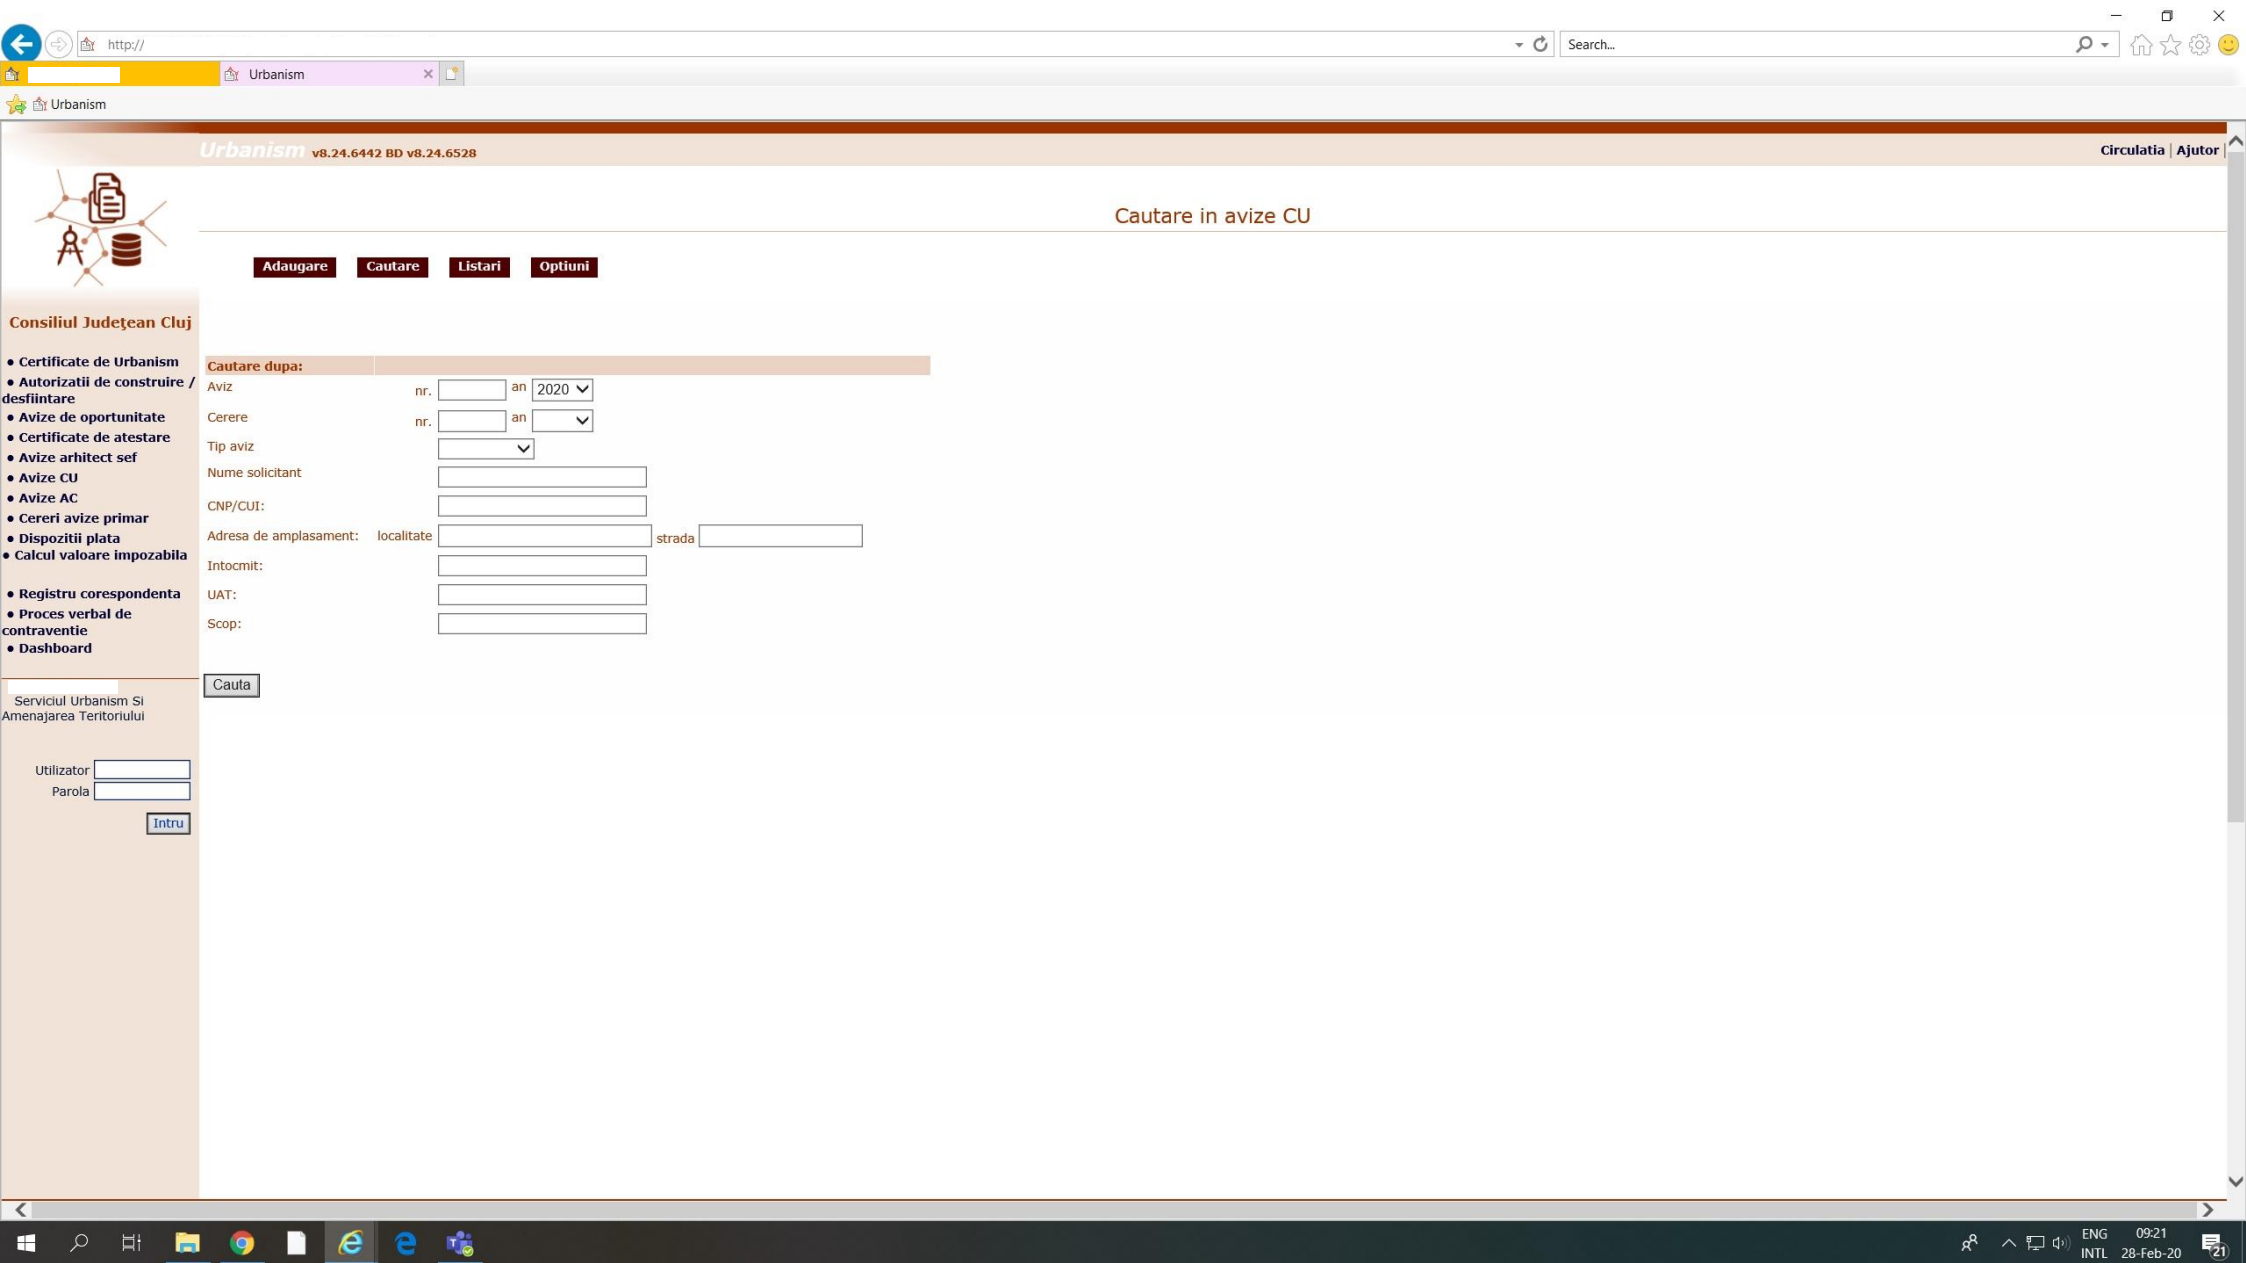 http://
Search...
Urbanism
Urbanism
Urbanism v8.24.6442 BD v8.24.6528
Circulatia | Ajutor |
Cautare in avize CU
Adaugare Cautare Listari Optiuni
Consiliul Judeţean Cluj
• Certificate de Urbanism
• Autorizatii de construire /
desfiintare
• Avize de oportunitate
• Certificate de atestare
• Avize arhitect sef
• Avize CU
• Avize AC
• Cereri avize primar
• Dispozitii plata
• Calcul valoare impozabila
• Registru corespondenta
• Proces verbal de
contraventie
• Dashboard
Serviciul Urbanism Si
Amenajarea Teritoriului
Utilizator
Parola
Intru
Cautare dupa:
Aviz nr. an 2020
Cerere nr. an
Tip aviz
Nume solicitant
CNP/CUI:
Adresa de amplasament: localitate strada
Intocmit:
UAT:
Scop:
Cauta
ENG 09:21
INTL 28-Feb-20
21